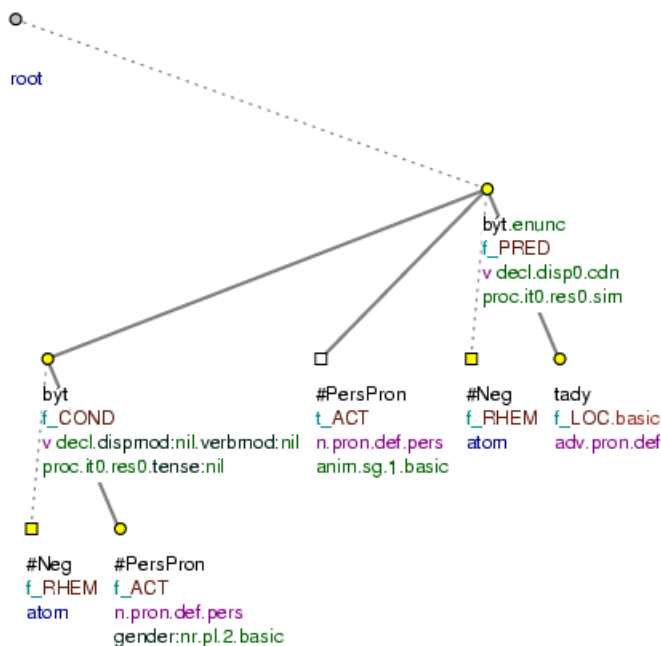 root
být.enunc
f_PRED
v decl.disp0.cdn
proc.it0.res0.sim
být
f_COND
v decl.dispmod:nil.verbmod:nil
proc.it0.res0.tense:nil
#PersPron
t_ACT
n.pron.def.pers
anim.sg.1.basic
#Neg
f_RHEM
atom
tady
f_LOC.basic
adv.pron.def
#Neg
f_RHEM
atom
#PersPron
f_ACT
n.pron.def.pers
gender:nr.pl.2.basic